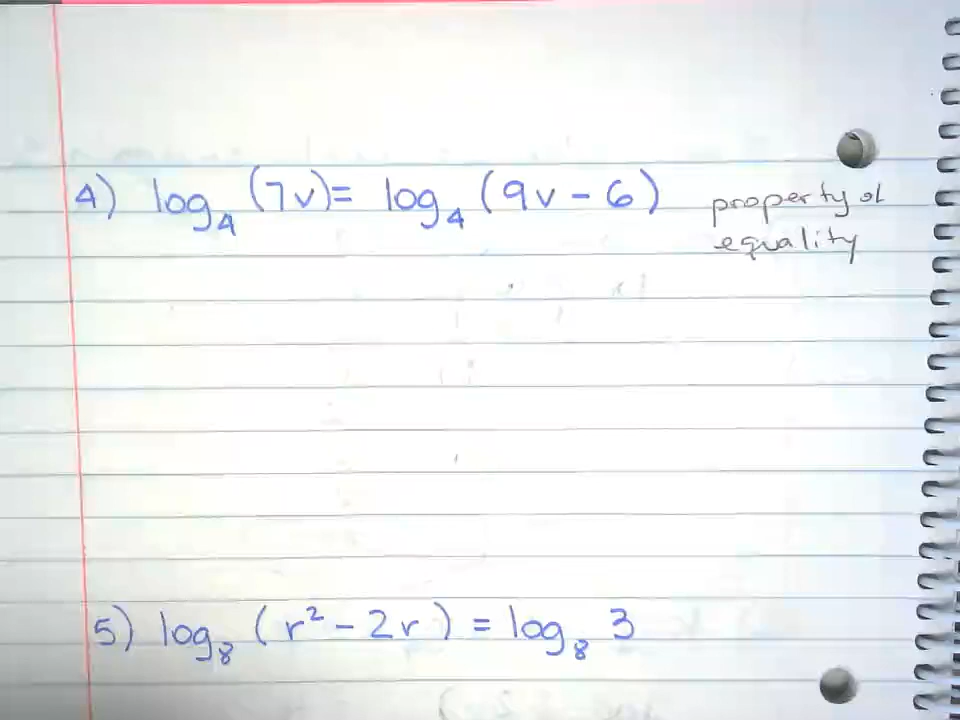 4) log₄ (7v) = log₄ (9v - 6)
property of
equality
5) log₈ (r² - 2r) = log₈ 3